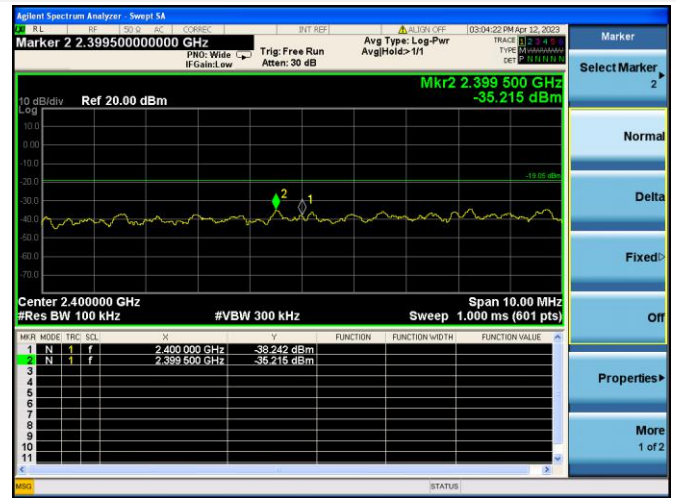 Agilent Spectrum Analyzer - Swept SA
RL RF 50 Ω AC CORREC INT REF ALIGN OFF 03:04:22 PM Apr 12, 2023
Marker 2 2.399500000000 GHz
PNO: Wide
IFGain:Low
Trig: Free Run
Atten: 30 dB
Avg Type: Log-Pwr
Avg|Hold>1/1
TRACE 1 2 3 4 5 6
TYPE
DET P N N N N N
Mkr2 2.399 500 GHz
-35.215 dBm
10 dB/div Ref 20.00 dBm
Log
10.0
0.00
-10.0
-20.0
-30.0
-40.0
-50.0
-60.0
-70.0
-19.05 dBm
2
1
Center 2.400000 GHz Span 10.00 MHz
#Res BW 100 kHz #VBW 300 kHz Sweep 1.000 ms (601 pts)
MKR MODE TRC SCL X Y FUNCTION FUNCTION WIDTH FUNCTION VALUE
1 N 1 f 2.400 000 GHz -38.242 dBm
2 N 1 f 2.399 500 GHz -35.215 dBm
3
4
5
6
7
8
9
10
11
MSG STATUS
Marker
Select Marker
2
Normal
Delta
Fixed
Off
Properties
More
1 of 2